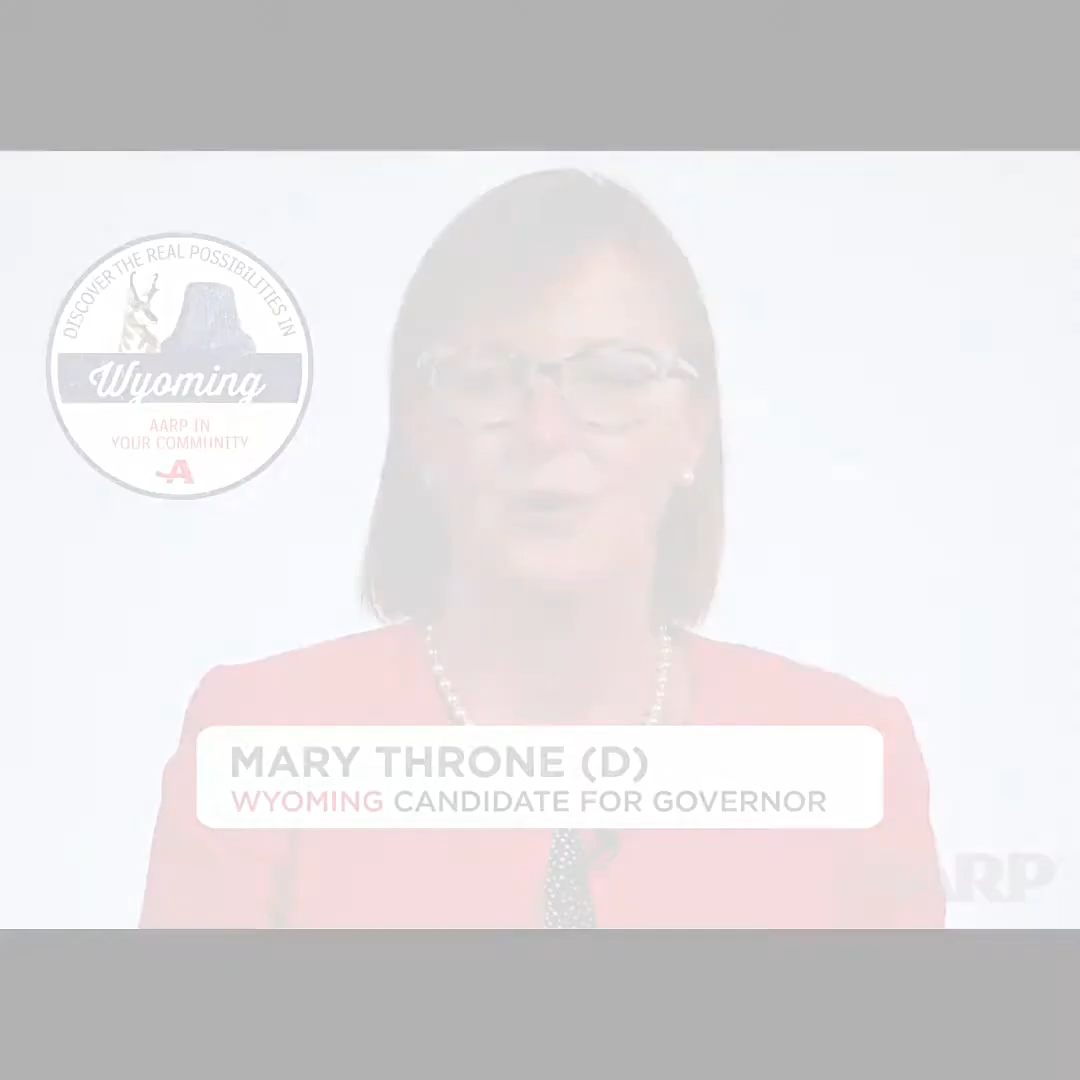 DISCOVER THE REAL POSSIBILITIES IN
Wyoming
AARP IN
YOUR COMMUNITY
MARY THRONE (D)
WYOMING CANDIDATE FOR GOVERNOR
AARP